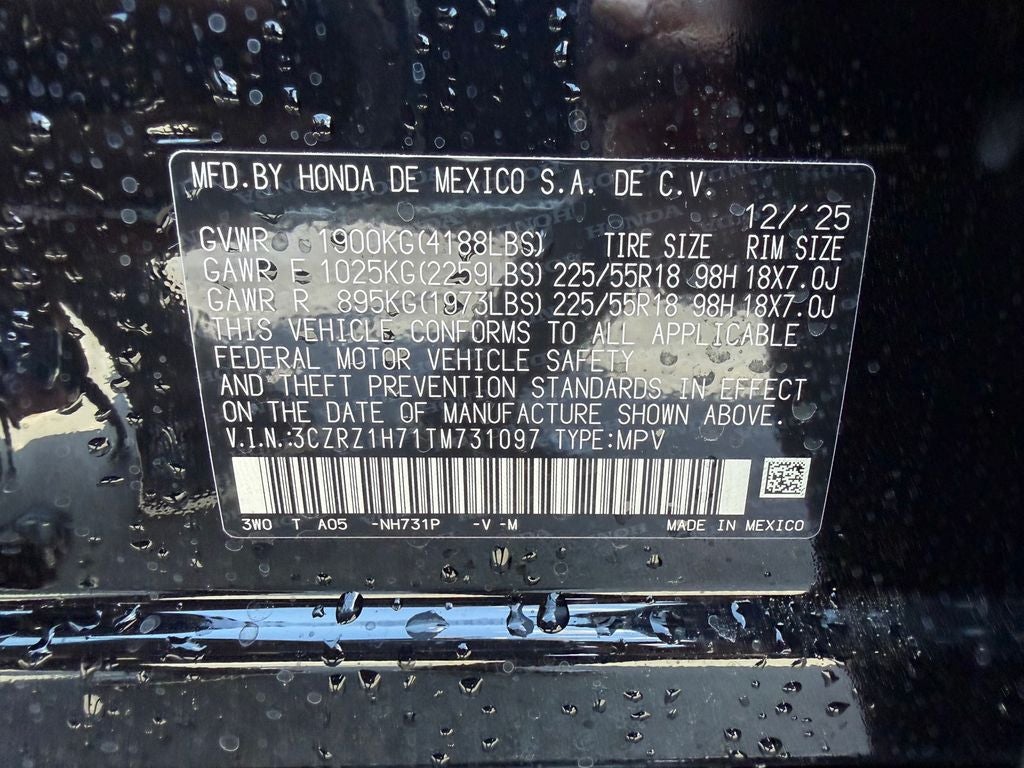 MFD.BY HONDA DE MEXICO S.A. DE C.V.
12/'25
GVWR 1900KG(4188LBS) TIRE SIZE RIM SIZE
GAWR F 1025KG(2259LBS) 225/55R18 98H 18X7.0J
GAWR R 895KG(1973LBS) 225/55R18 98H 18X7.0J
THIS VEHICLE CONFORMS TO ALL APPLICABLE
FEDERAL MOTOR VEHICLE SAFETY
AND THEFT PREVENTION STANDARDS IN EFFECT
ON THE DATE OF MANUFACTURE SHOWN ABOVE.
V.I.N.:3CZRZ1H71TM731097 TYPE:MPV
3W0 T A05 -NH731P -V -M MADE IN MEXICO